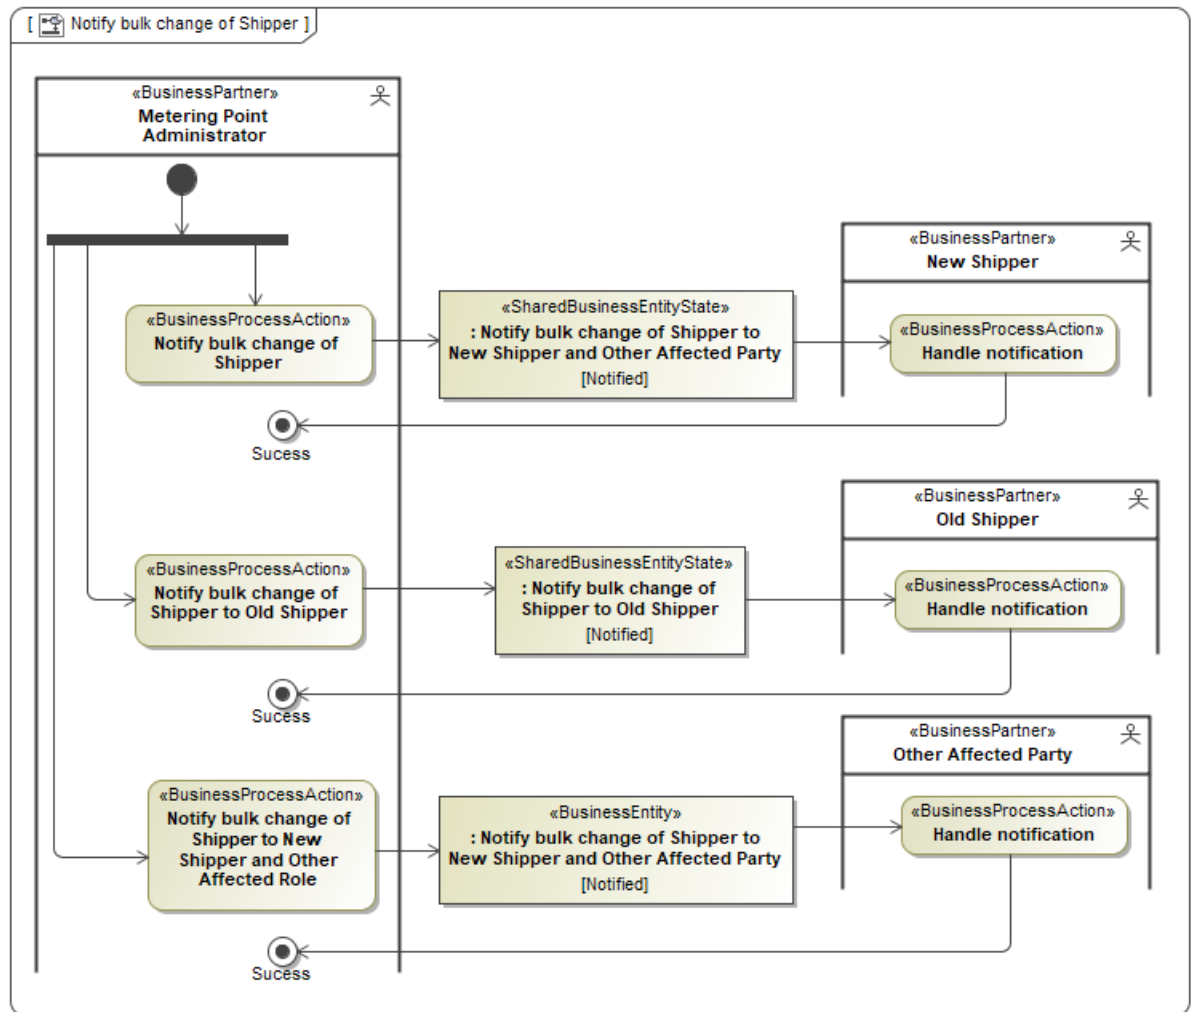 [ Notify bulk change of Shipper ]
«BusinessPartner»
Metering Point
Administrator
«BusinessPartner»
New Shipper
«BusinessProcessAction»
Notify bulk change of
Shipper
«SharedBusinessEntityState»
: Notify bulk change of Shipper to
New Shipper and Other Affected Party
[Notified]
«BusinessProcessAction»
Handle notification
Sucess
«BusinessPartner»
Old Shipper
«BusinessProcessAction»
Notify bulk change of
Shipper to Old Shipper
«SharedBusinessEntityState»
: Notify bulk change of
Shipper to Old Shipper
[Notified]
«BusinessProcessAction»
Handle notification
Sucess
«BusinessPartner»
Other Affected Party
«BusinessProcessAction»
Notify bulk change of
Shipper to New
Shipper and Other
Affected Role
«BusinessEntity»
: Notify bulk change of Shipper to
New Shipper and Other Affected Party
[Notified]
«BusinessProcessAction»
Handle notification
Sucess